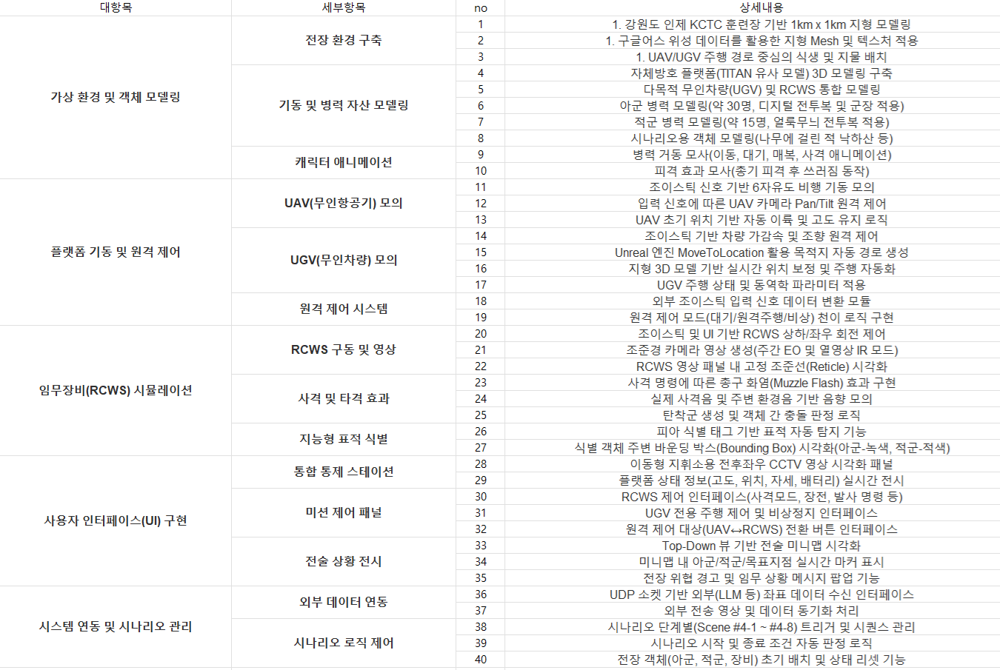 대항목 세부항목 no 상세내용
1 1. 강원도 인제 KCTC 훈련장 기반 1km x 1km 지형 모델링
전장 환경 구축 2 1. 구글어스 위성 데이터를 활용한 지형 Mesh 및 텍스처 적용
3 1. UAV/UGV 주행 경로 중심의 식생 및 지물 배치
4 자체방호 플랫폼(TITAN 유사 모델) 3D 모델링 구축
5 다목적 무인차량(UGV) 및 RCWS 통합 모델링
가상 환경 및 객체 모델링 기동 및 병력 자산 모델링 6 아군 병력 모델링(약 30명, 디지털 전투복 및 군장 적용)
7 적군 병력 모델링(약 15명, 얼룩무늬 전투복 적용)
8 시나리오용 객체 모델링(나무에 걸린 적 낙하산 등)
캐릭터 애니메이션 9 병력 거동 모사(이동, 대기, 매복, 사격 애니메이션)
10 피격 효과 모사(총기 피격 후 쓰러짐 동작)
11 조이스틱 신호 기반 6자유도 비행 기동 모의
UAV(무인항공기) 모의 12 입력 신호에 따른 UAV 카메라 Pan/Tilt 원격 제어
13 UAV 초기 위치 기반 자동 이륙 및 고도 유지 로직
14 조이스틱 기반 차량 가감속 및 조향 원격 제어
플랫폼 기동 및 원격 제어 UGV(무인차량) 모의 15 Unreal 엔진 MoveToLocation 활용 목적지 자동 경로 생성
16 지형 3D 모델 기반 실시간 위치 보정 및 주행 자동화
17 UGV 주행 상태 및 동역학 파라미터 적용
원격 제어 시스템 18 외부 조이스틱 입력 신호 데이터 변환 모듈
19 원격 제어 모드(대기/원격주행/비상) 천이 로직 구현
20 조이스틱 및 UI 기반 RCWS 상하/좌우 회전 제어
RCWS 구동 및 영상 21 조준경 카메라 영상 생성(주간 EO 및 열영상 IR 모드)
22 RCWS 영상 패널 내 고정 조준선(Reticle) 시각화
임무장비(RCWS) 시뮬레이션 23 사격 명령에 따른 총구 화염(Muzzle Flash) 효과 구현
사격 및 타격 효과 24 실제 사격음 및 주변 환경음 기반 음향 모의
25 탄착군 생성 및 객체 간 충돌 판정 로직
지능형 표적 식별 26 피아 식별 태그 기반 표적 자동 탐지 기능
27 식별 객체 주변 바운딩 박스(Bounding Box) 시각화(아군-녹색, 적군-적색)
통합 통제 스테이션 28 이동형 지휘소용 전후좌우 CCTV 영상 시각화 패널
29 플랫폼 상태 정보(고도, 위치, 자세, 배터리) 실시간 전시
30 RCWS 제어 인터페이스(사격모드, 장전, 발사 명령 등)
사용자 인터페이스(UI) 구현 미션 제어 패널 31 UGV 전용 주행 제어 및 비상정지 인터페이스
32 원격 제어 대상(UAV↔RCWS) 전환 버튼 인터페이스
33 Top-Down 뷰 기반 전술 미니맵 시각화
전술 상황 전시 34 미니맵 내 아군/적군/목표지점 실시간 마커 표시
35 전장 위협 경고 및 임무 상황 메시지 팝업 기능
외부 데이터 연동 36 UDP 소켓 기반 외부(LLM 등) 좌표 데이터 수신 인터페이스
37 외부 전송 영상 및 데이터 동기화 처리
시스템 연동 및 시나리오 관리 38 시나리오 단계별(Scene #4-1 ~ #4-8) 트리거 및 시퀀스 관리
시나리오 로직 제어 39 시나리오 시작 및 종료 조건 자동 판정 로직
40 전장 객체(아군, 적군, 장비) 초기 배치 및 상태 리셋 기능